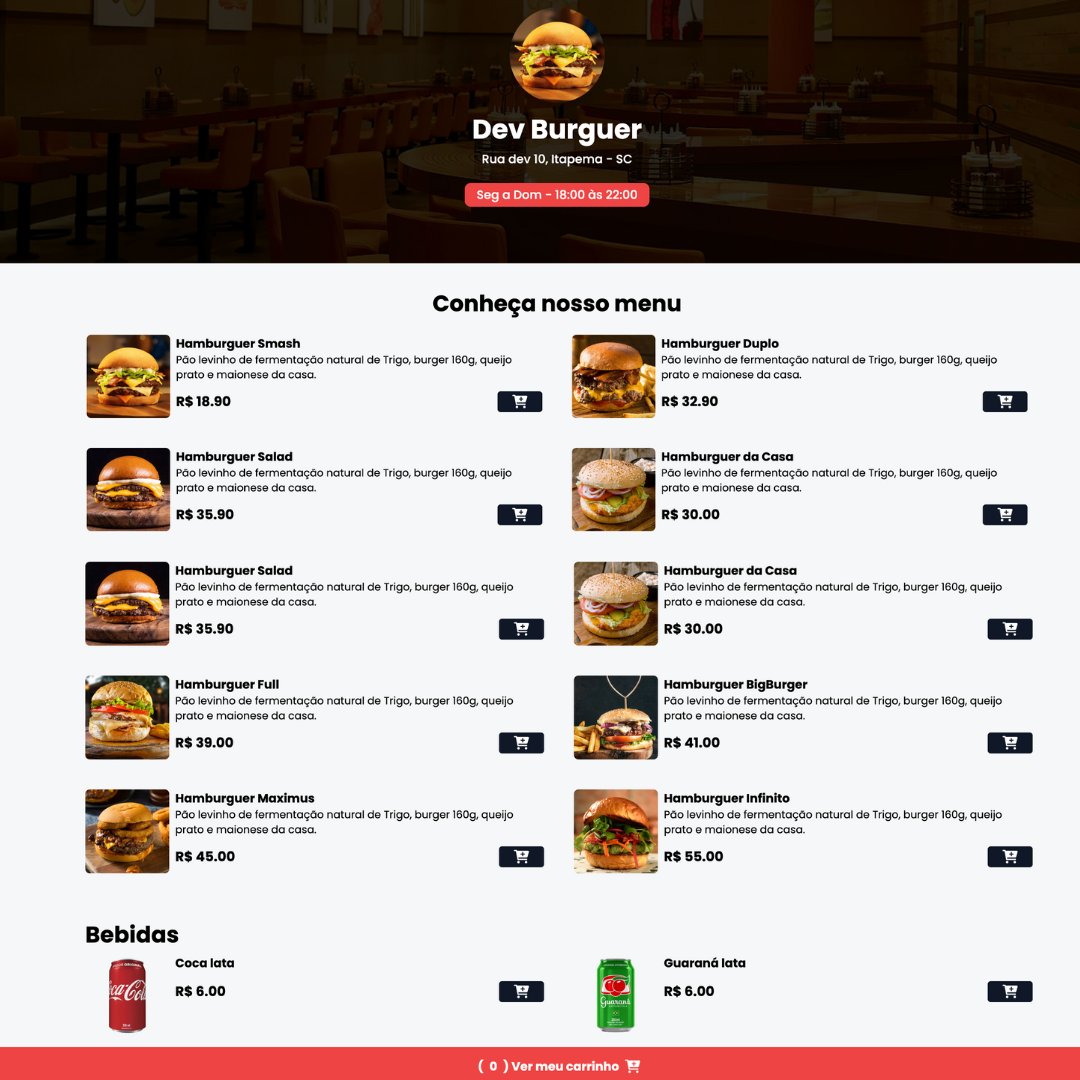 Dev Burguer
Rua dev 10, Itapema - SC
Seg a Dom - 18:00 às 22:00
Conheça nosso menu
Hamburguer Smash
Pão levinho de fermentação natural de Trigo, burger 160g, queijo
prato e maionese da casa.
R$ 18.90
Hamburguer Duplo
Pão levinho de fermentação natural de Trigo, burger 160g, queijo
prato e maionese da casa.
R$ 32.90
Hamburguer Salad
Pão levinho de fermentação natural de Trigo, burger 160g, queijo
prato e maionese da casa.
R$ 35.90
Hamburguer da Casa
Pão levinho de fermentação natural de Trigo, burger 160g, queijo
prato e maionese da casa.
R$ 30.00
Hamburguer Salad
Pão levinho de fermentação natural de Trigo, burger 160g, queijo
prato e maionese da casa.
R$ 35.90
Hamburguer da Casa
Pão levinho de fermentação natural de Trigo, burger 160g, queijo
prato e maionese da casa.
R$ 30.00
Hamburguer Full
Pão levinho de fermentação natural de Trigo, burger 160g, queijo
prato e maionese da casa.
R$ 39.00
Hamburguer BigBurger
Pão levinho de fermentação natural de Trigo, burger 160g, queijo
prato e maionese da casa.
R$ 41.00
Hamburguer Maximus
Pão levinho de fermentação natural de Trigo, burger 160g, queijo
prato e maionese da casa.
R$ 45.00
Hamburguer Infinito
Pão levinho de fermentação natural de Trigo, burger 160g, queijo
prato e maionese da casa.
R$ 55.00
Bebidas
Coca lata
R$ 6.00
Guaraná lata
R$ 6.00
Guaraná
( 0 ) Ver meu carrinho